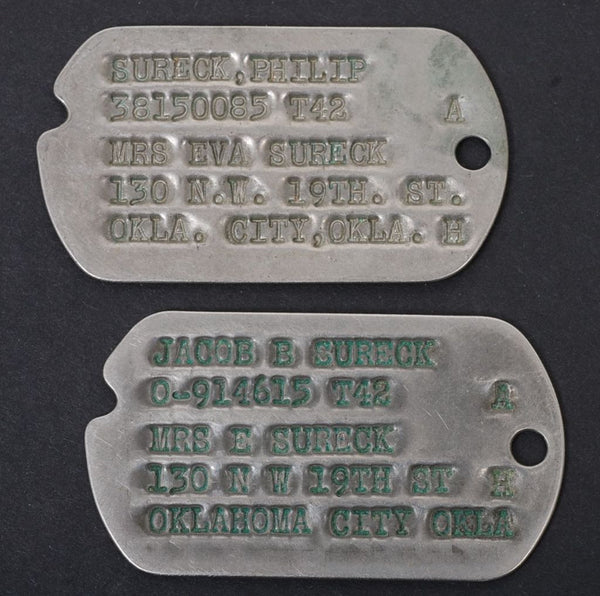 SURECK,PHILIP
38150085 T42 A
MRS EVA SURECK
130 N.W. 19TH. ST.
OKLA. CITY,OKLA. H
JACOB B SURECK
O-914615 T42 A
MRS E SURECK
130 N W 19TH ST H
OKLAHOMA CITY OKLA